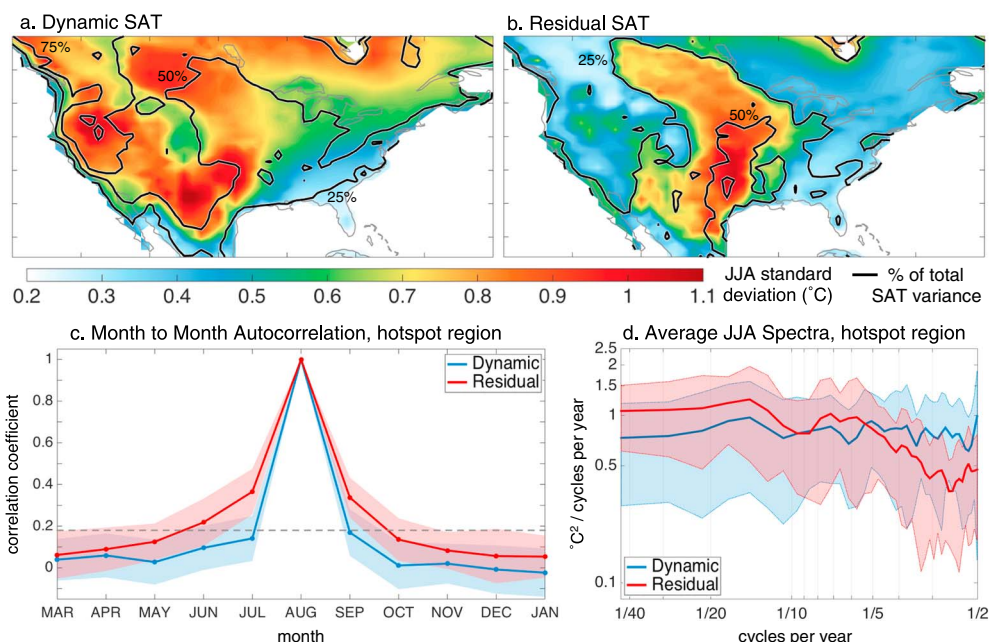 a. Dynamic SAT
b. Residual SAT
75%
50%
25%
25%
50%
0.2 0.3 0.4 0.5 0.6 0.7 0.8 0.9 1 1.1
JJA standard
deviation (˚C)
% of total
SAT variance
c. Month to Month Autocorrelation, hotspot region
Dynamic
Residual
1
0.8
0.6
0.4
0.2
0
correlation coefficient
MAR APR MAY JUN JUL AUG SEP OCT NOV DEC JAN
month
d. Average JJA Spectra, hotspot region
2.5
1.5
1
0.5
0.1
˚C² / cycles per year
Dynamic
Residual
1/40 1/20 1/10 1/5 1/2
cycles per year